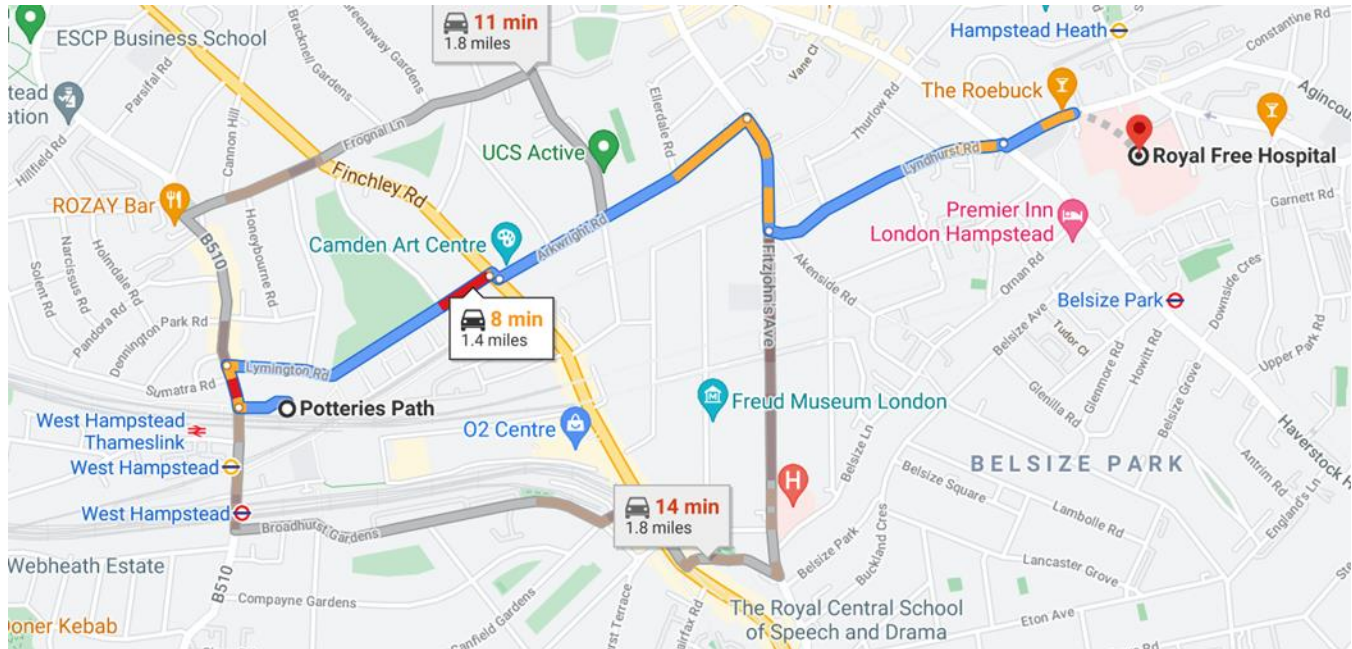 11 min
1.8 miles
ESCP Business School
Bracknell Gardens
Greenaway Gardens
Vane Cl
Hampstead Heath
Constantine Rd
Parsifal Rd
Cannon Hill
Frognal Ln
Ellerdale Rd
Thurlow Rd
The Roebuck
Agincou
tead
ation
Hillfield Rd
UCS Active
Lyndhurst Rd
Royal Free Hospital
Finchley Rd
ROZAY Bar
Garnett Rd
B510
Honeybourne Rd
Camden Art Centre
Arkwright Rd
Premier Inn
London Hampstead
Solent Rd
Narcissus Rd
Holmdale Rd
Pandora Rd
Dennington Park Rd
Fitzjohns Ave
Akenside Rd
Ornan Rd
Downside Cres
8 min
1.4 miles
Belsize Park
Belsize Ave
Tudor Cl
Upper Park Rd
Lymington Rd
Sumatra Rd
Glenilla Rd
Glenmore Rd
Howitt Rd
Belsize Grove
Potteries Path
Freud Museum London
West Hampstead
Thameslink
O2 Centre
Haverstock H
West Hampstead
Belsize Ln
BELSIZE PARK
Antrim Rd
England's Ln
H
Belsize Square
West Hampstead
Broadhurst Gardens
14 min
1.8 miles
Lambolle Rd
Webheath Estate
B510
Belsize Park
Buckland Cres
Lancaster Grove
Ste
Compayne Gardens
The Royal Central School
of Speech and Drama
Eton Ave
Doner Kebab
Canfield Gardens
rst Terrace
Fairfax Rd